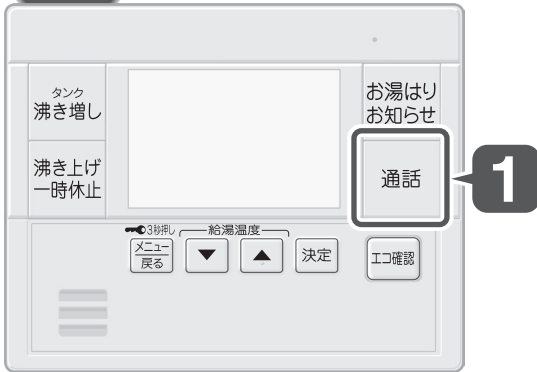 タンク
沸き増し
お湯はり
お知らせ
沸き上げ
一時休止
通話
1
3秒押し
給湯温度
メニュー
戻る
▼
▲
決定
エコ確認